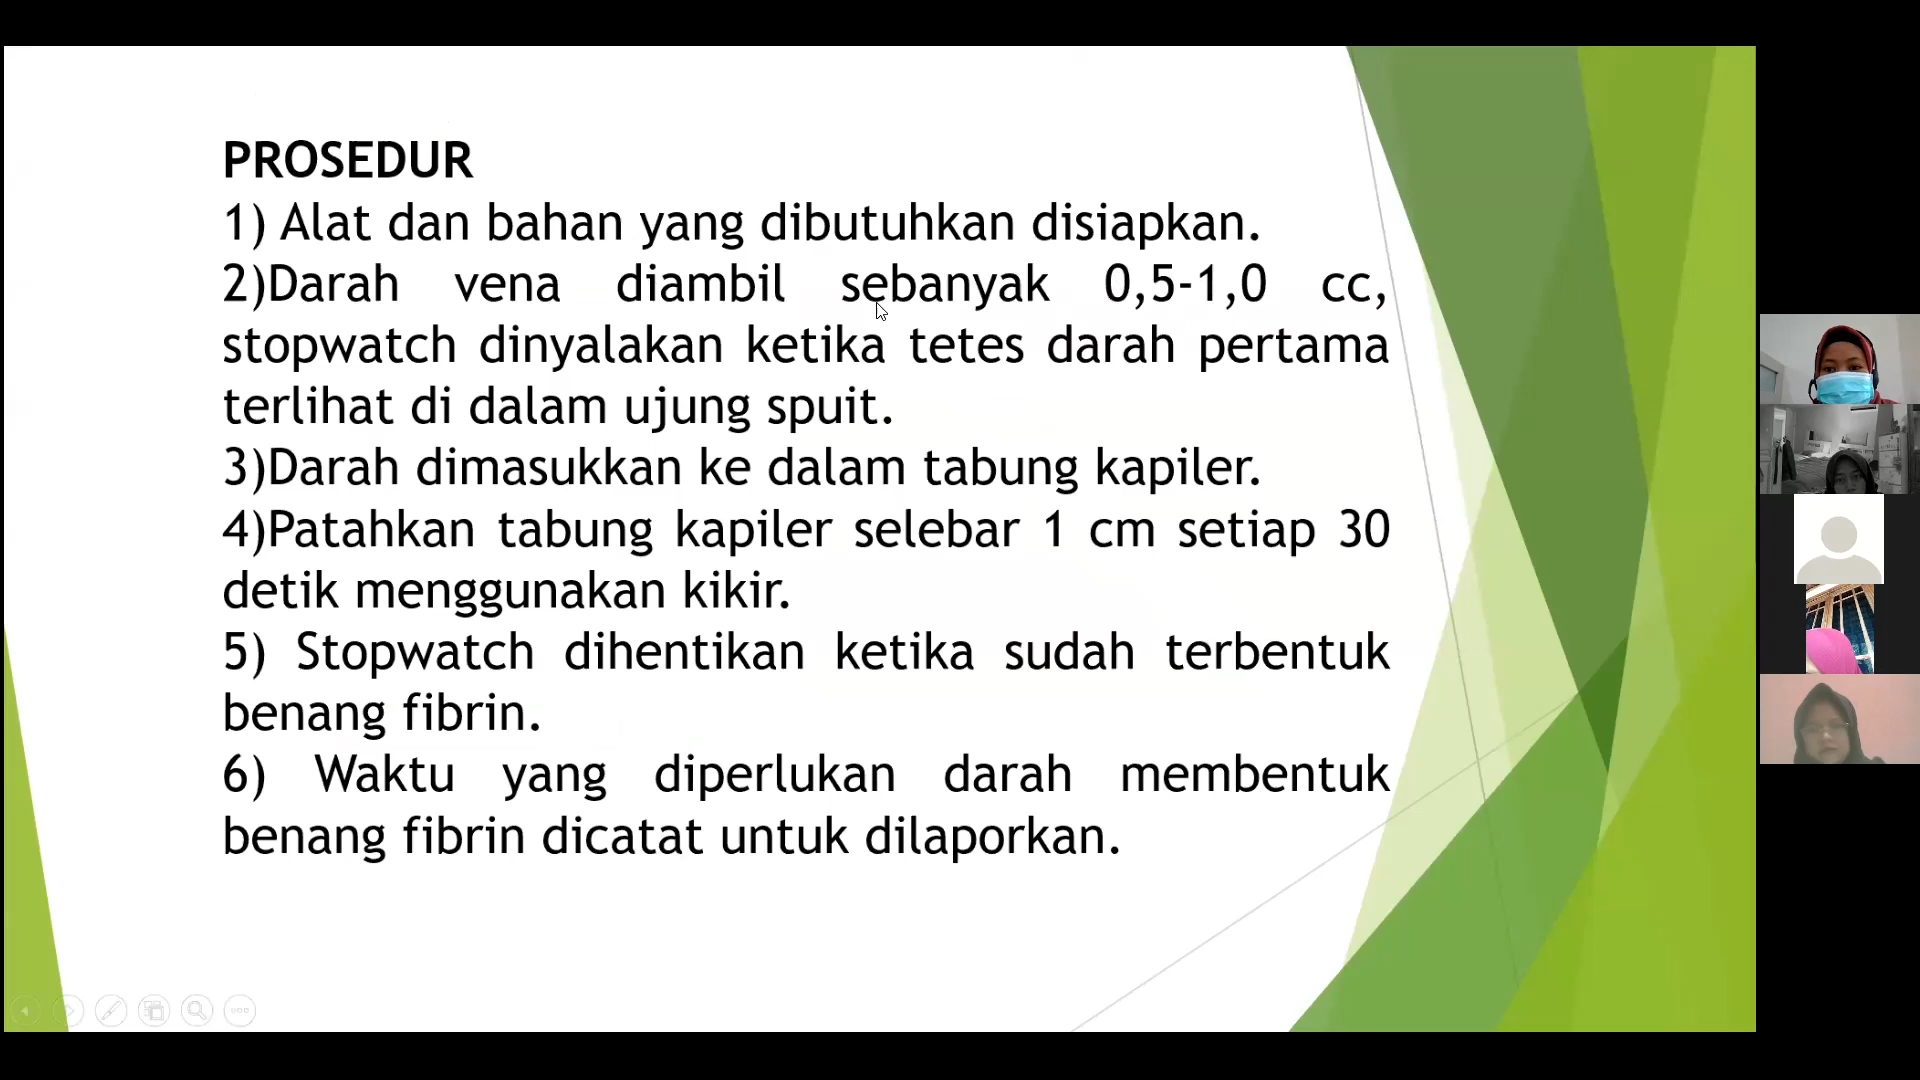 PROSEDUR
1) Alat dan bahan yang dibutuhkan disiapkan.
2)Darah vena diambil sebanyak 0,5-1,0 cc,
stopwatch dinyalakan ketika tetes darah pertama
terlihat di dalam ujung spuit.
3)Darah dimasukkan ke dalam tabung kapiler.
4)Patahkan tabung kapiler selebar 1 cm setiap 30
detik menggunakan kikir.
5) Stopwatch dihentikan ketika sudah terbentuk
benang fibrin.
6) Waktu yang diperlukan darah membentuk
benang fibrin dicatat untuk dilaporkan.